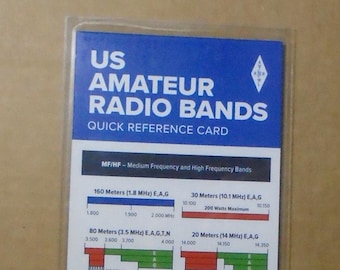 US
AMATEUR
RADIO BANDS
QUICK REFERENCE CARD
MF/HF – Medium Frequency and High Frequency Bands
160 Meters (1.8 MHz) E,A,G
1.800 1.900 2.000 MHz
30 Meters (10.1 MHz) E,A,G
10.100 10.150
200 Watts Maximum
80 Meters (3.5 MHz) E,A,G,T,N
3.500 3.600 4.000
20 Meters (14 MHz) E,A,G
14.000 14.150 14.350
E
A